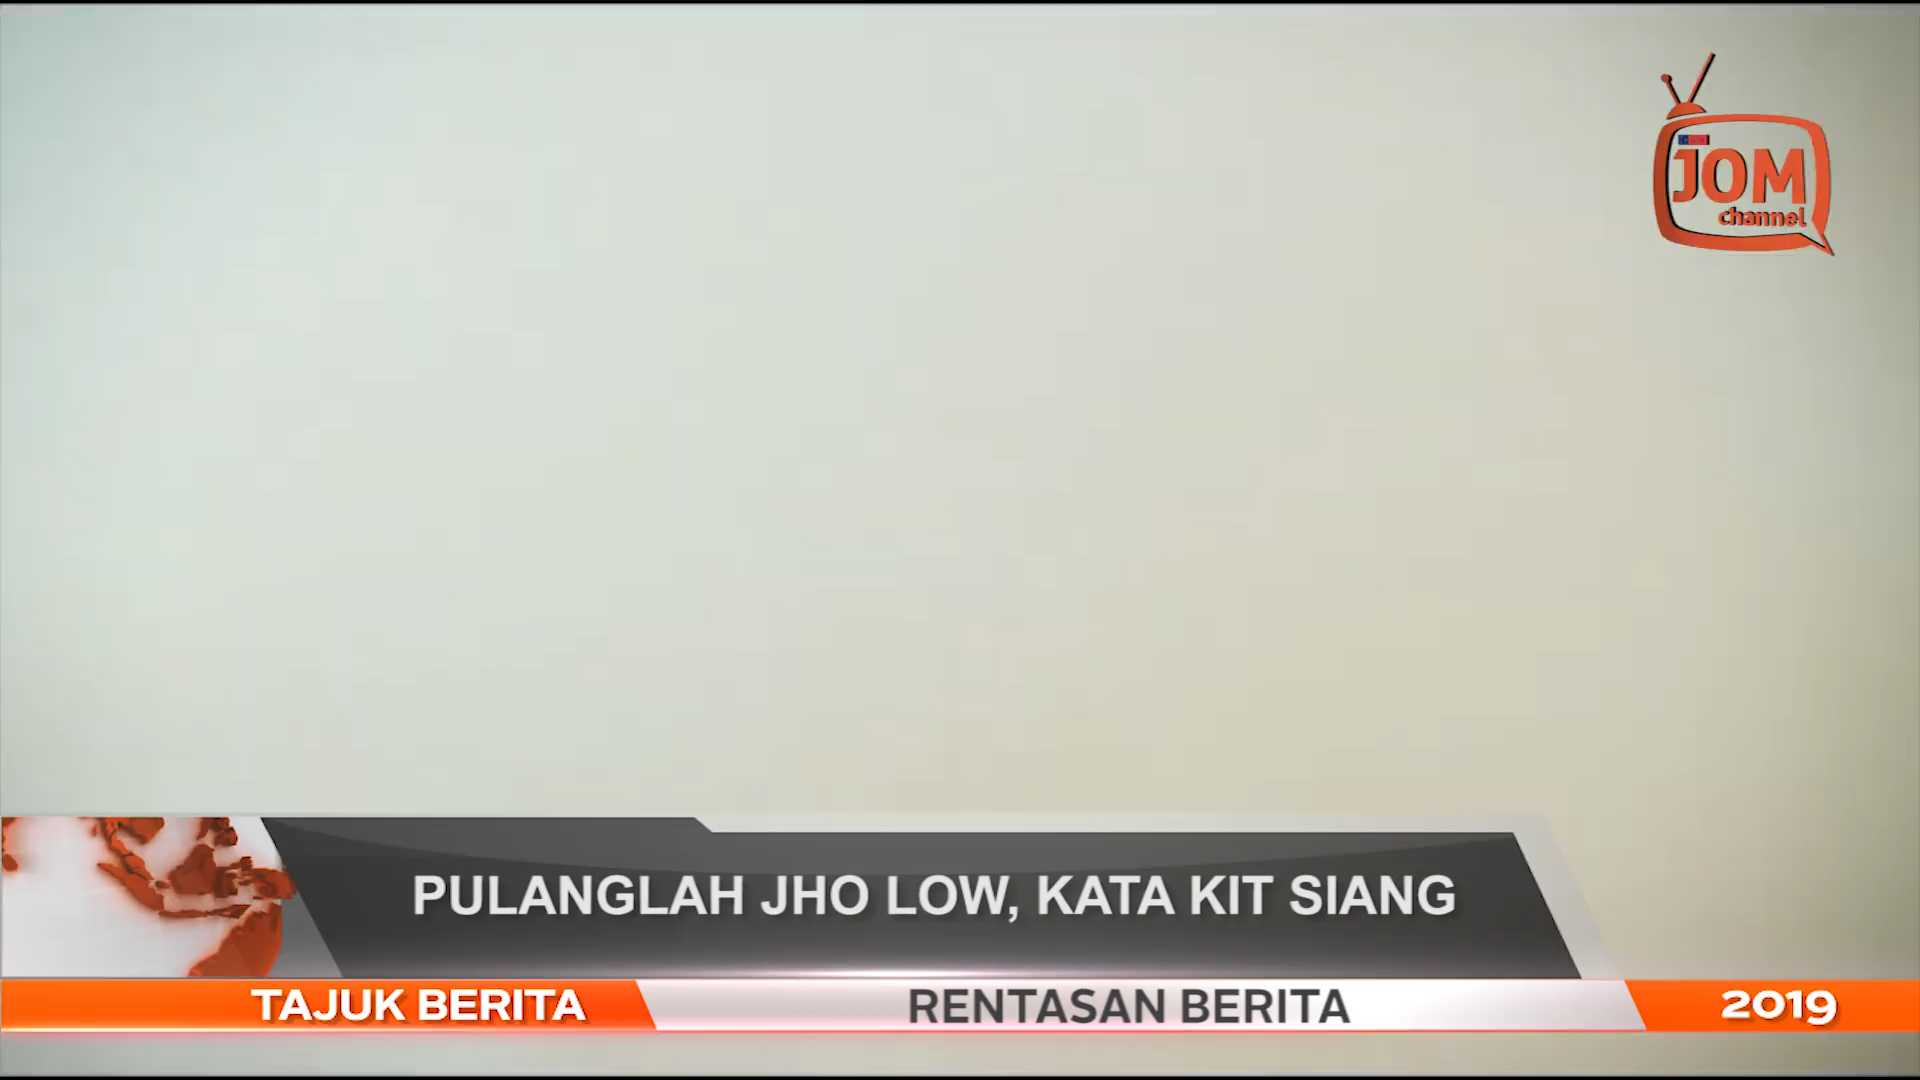 JOM
channel
PULANGLAH JHO LOW, KATA KIT SIANG
TAJUK BERITA
RENTASAN BERITA
2019